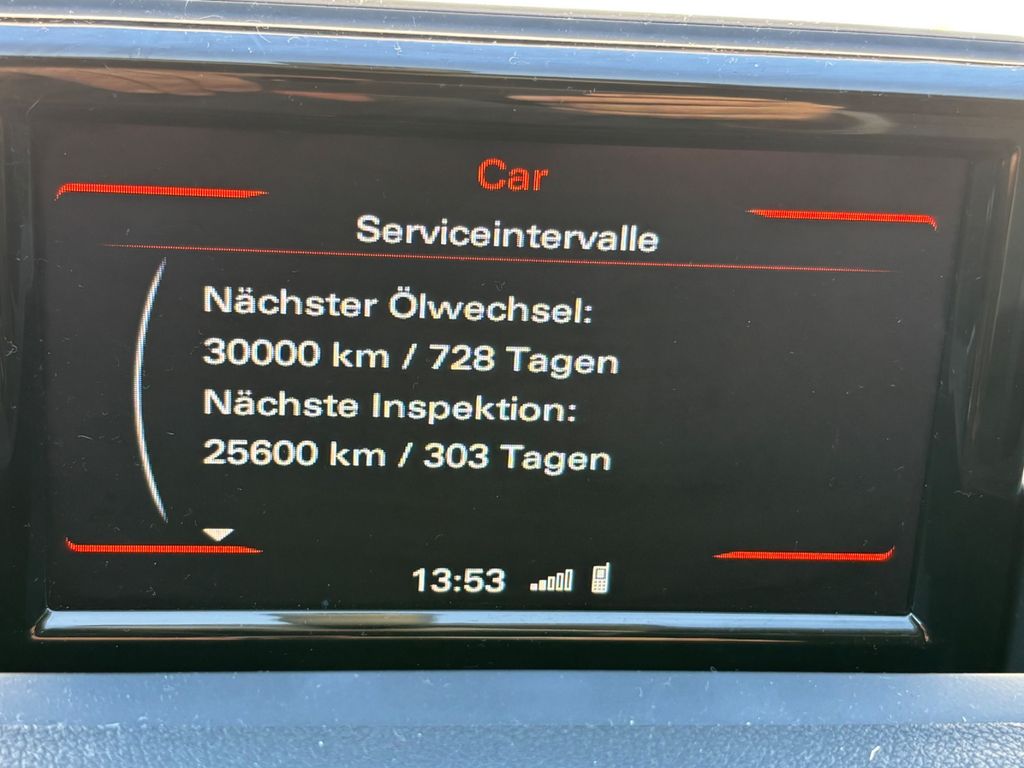 Car
Serviceintervalle
Nächster Ölwechsel:
30000 km / 728 Tagen
Nächste Inspektion:
25600 km / 303 Tagen
13:53